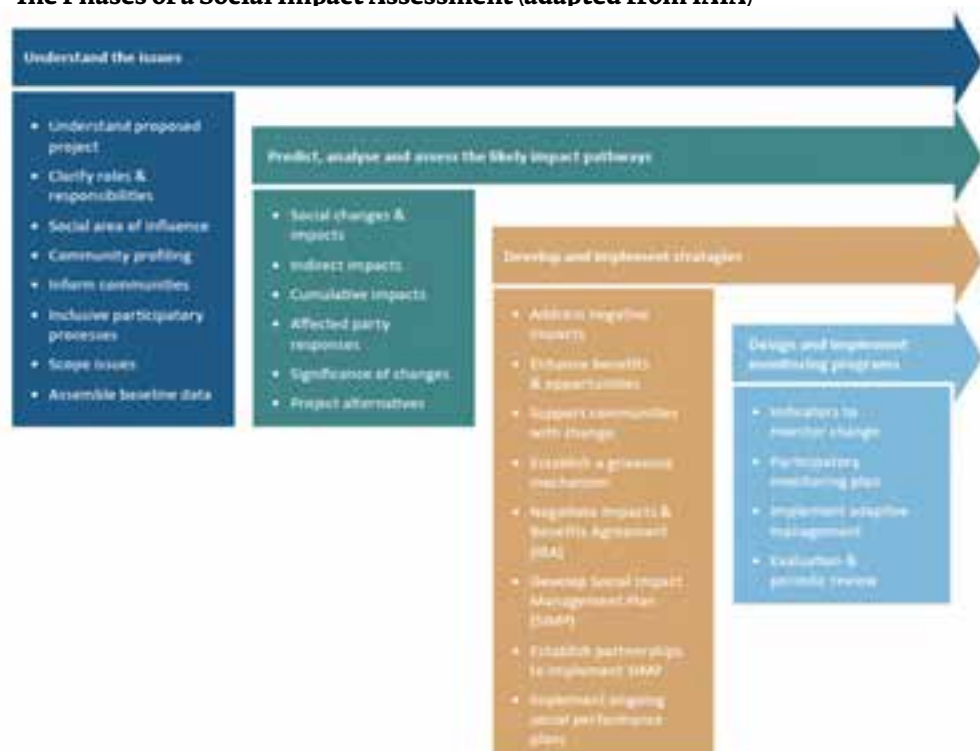 The Phases of a Social Impact Assessment (adapted from IAIA)
Understand the issues
• Understand proposed
project
• Clarify roles &
responsibilities
• Social area of influence
• Community profiling
• Inform communities
• Inclusive participatory
processes
• Scope issues
• Assemble baseline data
Predict, analyse and assess the likely impact pathways
• Social changes &
impacts
• Indirect impacts
• Cumulative impacts
• Affected party
responses
• Significance of changes
• Project alternatives
Develop and implement strategies
• Address negative
impacts
• Enhance benefits
& opportunities
• Support communities
with change
• Establish a grievance
mechanism
• Negotiate Impacts &
Benefits Agreement
(IBA)
• Develop Social Impact
Management Plan
(SIMP)
• Establish partnerships
to implement SIMP
• Implement ongoing
social performance
plans
Design and implement
monitoring programs
• Indicators to
monitor change
• Participatory
monitoring plan
• Implement adaptive
management
• Evaluation &
periodic review